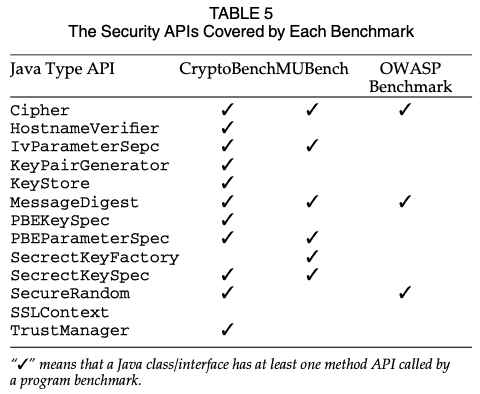 TABLE 5
The Security APIs Covered by Each Benchmark
Java Type API CryptoBench MUBench OWASP Benchmark
Cipher ✓ ✓ ✓
HostnameVerifier ✓
IvParameterSepc ✓ ✓
KeyPairGenerator ✓
KeyStore ✓
MessageDigest ✓ ✓ ✓
PBEKeySpec ✓
PBEParameterSpec ✓ ✓
SecrectKeyFactory ✓
SecrectKeySpec ✓ ✓
SecureRandom ✓ ✓
SSLContext
TrustManager ✓
“✓” means that a Java class/interface has at least one method API called by
a program benchmark.